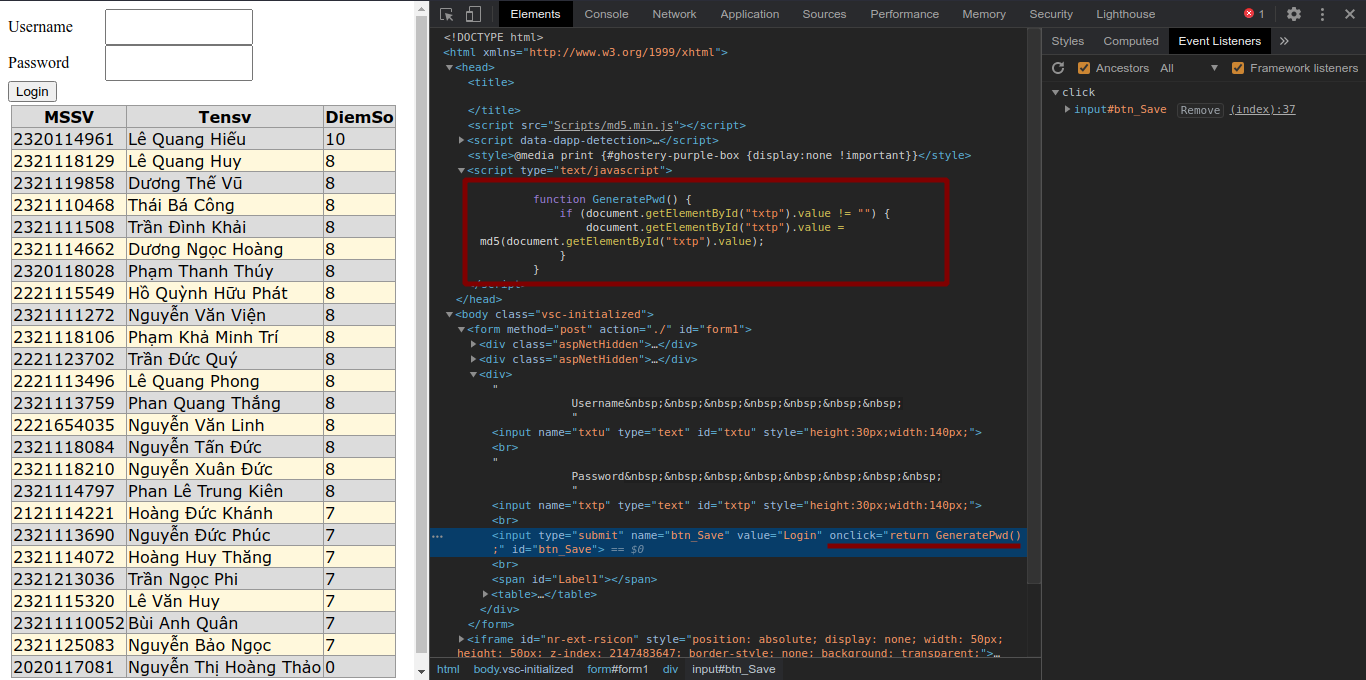 Username
Password
Login
MSSV Tensv DiemSo
2320114961 Lê Quang Hiếu 10
2321118129 Lê Quang Huy 8
2321119858 Dương Thế Vũ 8
2321110468 Thái Bá Công 8
2321111508 Trần Đình Khải 8
2321114662 Dương Ngọc Hoàng 8
2320118028 Phạm Thanh Thúy 8
2221115549 Hồ Quỳnh Hữu Phát 8
2321111272 Nguyễn Văn Viện 8
2321118106 Phạm Khả Minh Trí 8
2221123702 Trần Đức Quý 8
2221113496 Lê Quang Phong 8
2321113759 Phan Quang Thắng 8
2221654035 Nguyễn Văn Linh 8
2321118084 Nguyễn Tấn Đức 8
2321118210 Nguyễn Xuân Đức 8
2321114797 Phan Lê Trung Kiên 8
2121114221 Hoàng Đức Khánh 7
2321113690 Nguyễn Đức Phúc 7
2321114072 Hoàng Huy Thăng 7
2321213036 Trần Ngọc Phi 7
2321115320 Lê Văn Huy 7
23211110052 Bùi Anh Quân 7
2321125083 Nguyễn Bảo Ngọc 7
2020117081 Nguyễn Thị Hoàng Thảo 0
Elements Console Network Application Sources Performance Memory Security Lighthouse 1
<!DOCTYPE html>
<html xmlns="http://www.w3.org/1999/xhtml">
<head>
<title>
</title>
<script src="Scripts/md5.min.js"></script>
<script data-dapp-detection>…</script>
<style>@media print {#ghostery-purple-box {display:none !important}}</style>
<script type="text/javascript">
function GeneratePwd() {
if (document.getElementById("txtp").value != "") {
document.getElementById("txtp").value =
md5(document.getElementById("txtp").value);
}
}
</script>
</head>
<body class="vsc-initialized">
<form method="post" action="./" id="form1">
<div class="aspNetHidden">…</div>
<div class="aspNetHidden">…</div>
<div>
"
Username&nbsp;&nbsp;&nbsp;&nbsp;&nbsp;&nbsp;&nbsp;
"
<input name="txtu" type="text" id="txtu" style="height:30px;width:140px;">
<br>
"
Password&nbsp;&nbsp;&nbsp;&nbsp;&nbsp;&nbsp;&nbsp;&nbsp;
"
<input name="txtp" type="text" id="txtp" style="height:30px;width:140px;">
<br>
<input type="submit" name="btn_Save" value="Login" onclick="return GeneratePwd()
;" id="btn_Save"> == $0
<br>
<span id="Label1"></span>
<table>…</table>
</div>
</form>
<iframe id="nr-ext-rsicon" style="position: absolute; display: none; width: 50px;
height: 50px; z-index: 2147483647; border-style: none; background: transparent;">…
html body.vsc-initialized form#form1 div input#btn_Save
Styles Computed Event Listeners »
Ancestors All Framework listeners
click
input#btn_Save Remove (index):37